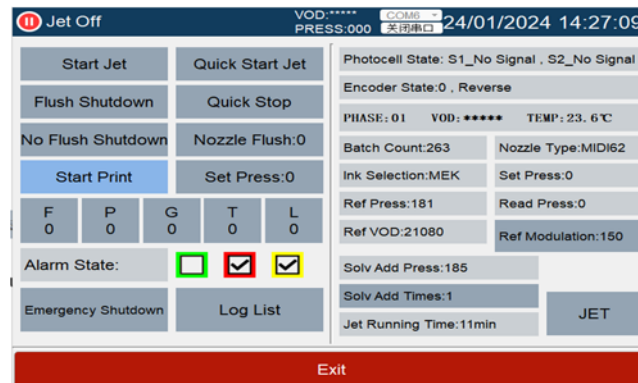 Jet Off
VOD:*****
PRESS:000
COM6
关闭串口
24/01/2024 14:27:09
Start Jet
Quick Start Jet
Flush Shutdown
Quick Stop
No Flush Shutdown
Nozzle Flush:0
Start Print
Set Press:0
F P G T L
0 0 0 0 0
Alarm State:
Emergency Shutdown
Log List
Photocell State: S1_No Signal , S2_No Signal
Encoder State:0 , Reverse
PHASE:01 VOD:***** TEMP:23.6℃
Batch Count:263
Nozzle Type:MIDI62
Ink Selection:MEK
Set Press:0
Ref Press:181
Read Press:0
Ref VOD:21080
Ref Modulation:150
Solv Add Press:185
Solv Add Times:1
Jet Running Time:11min
JET
Exit